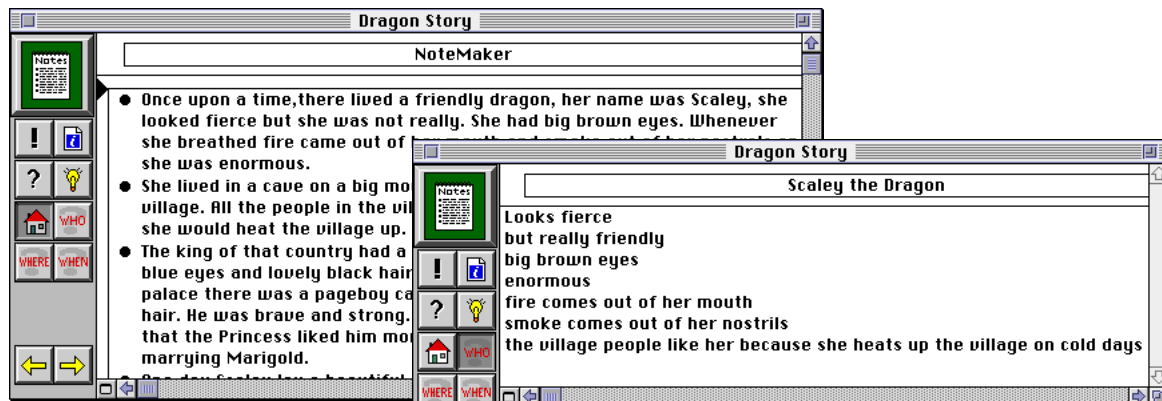 Dragon Story
Notes
NoteMaker
Once upon a time,there lived a friendly dragon, her name was Scaley, she
looked fierce but she was not really. She had big brown eyes. Whenever
she breathed fire came out of
she was enormous.
She lived in a cave on a big
village. All the people in the
she would heat the village up.
The king of that country had a
blue eyes and lovely black hair
palace there was a pageboy
hair. He was brave and strong.
that the Princess liked him
marrying Marigold.
!
i
?
WHO
WHERE
WHEN
Dragon Story
Notes
Scaley the Dragon
Looks fierce
but really friendly
big brown eyes
enormous
fire comes out of her mouth
smoke comes out of her nostrils
the village people like her because she heats up the village on cold days
!
i
?
WHO
WHERE
WHEN